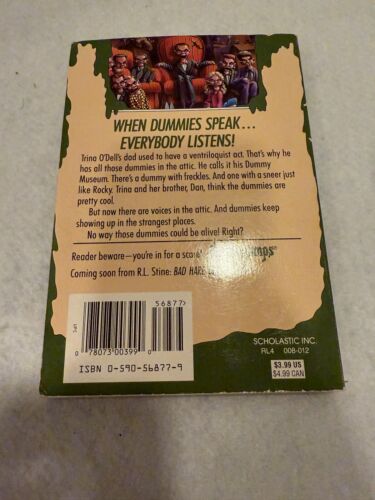 WHEN DUMMIES SPEAK...
EVERYBODY LISTENS!
Trina O'Dell's dad used to have a ventriloquist act. That's why he
has all those dummies in the attic. He calls it his Dummy
Museum. There's a dummy with freckles. And one with a sneer just
like Rocky. Trina and her brother, Dan, think the dummies are
pretty cool.
But now there are voices in the attic. And dummies keep
showing up in the strangest places.
No way those dummies could be alive! Right?
Reader beware—you're in for a
Coming soon from R.L. Stine: BAD HARE
56877
0 78073 00399 0
ISBN 0-590-56877-9
SCHOLASTIC INC.
RL4 008-012
$3.99 US
$4.99 CAN